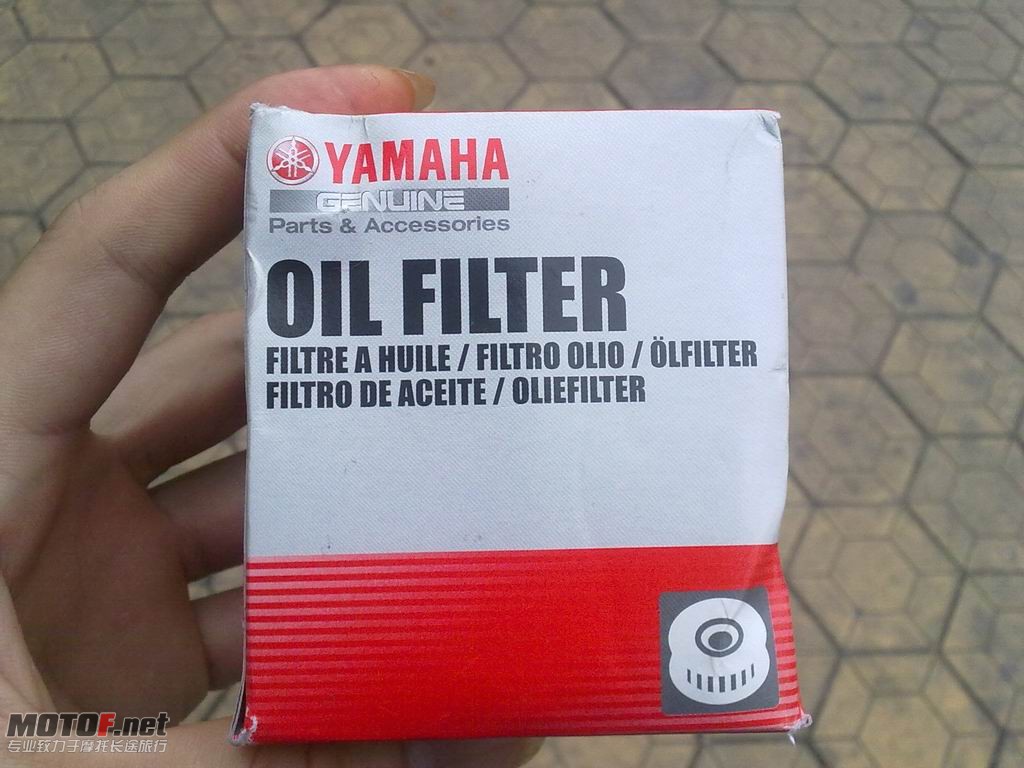 YAMAHA
GENUINE
Parts & Accessories
OIL FILTER
FILTRE A HUILE / FILTRO OLIO / ÖLFILTER
FILTRO DE ACEITE / OLIEFILTER
MOTOF.net
专业致力于摩托长途旅行